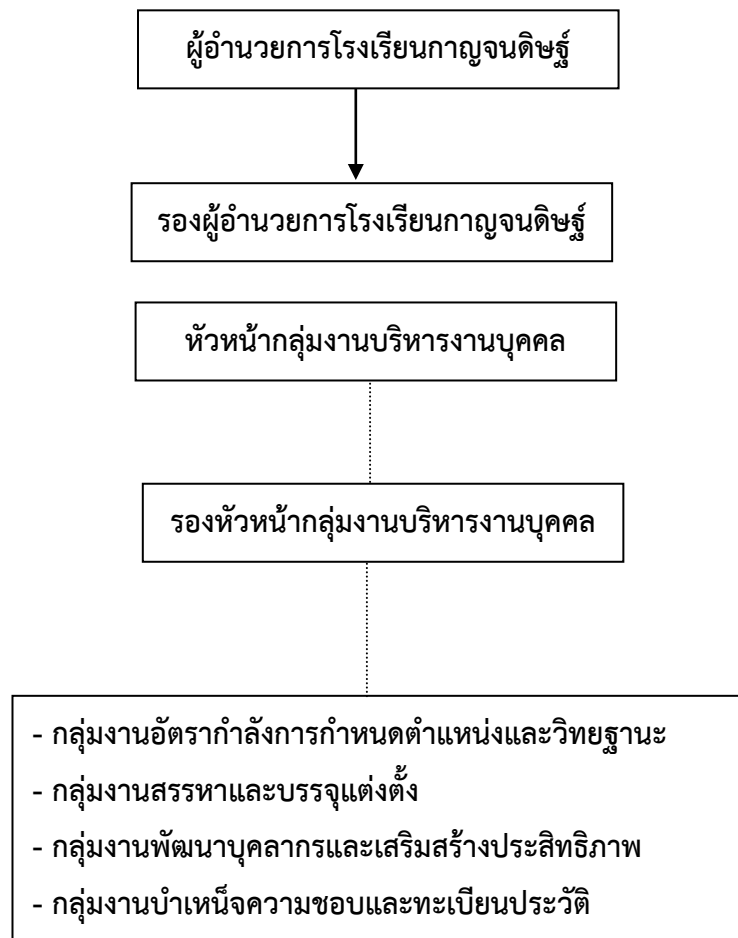 ผู้อำนวยการโรงเรียนกาญจนดิษฐ์
รองผู้อำนวยการโรงเรียนกาญจนดิษฐ์
หัวหน้ากลุ่มงานบริหารงานบุคคล
รองหัวหน้ากลุ่มงานบริหารงานบุคคล
- กลุ่มงานอัตรากำลังการกำหนดตำแหน่งและวิทยฐานะ
- กลุ่มงานสรรหาและบรรจุแต่งตั้ง
- กลุ่มงานพัฒนาบุคลากรและเสริมสร้างประสิทธิภาพ
- กลุ่มงานบำเหน็จความชอบและทะเบียนประวัติ